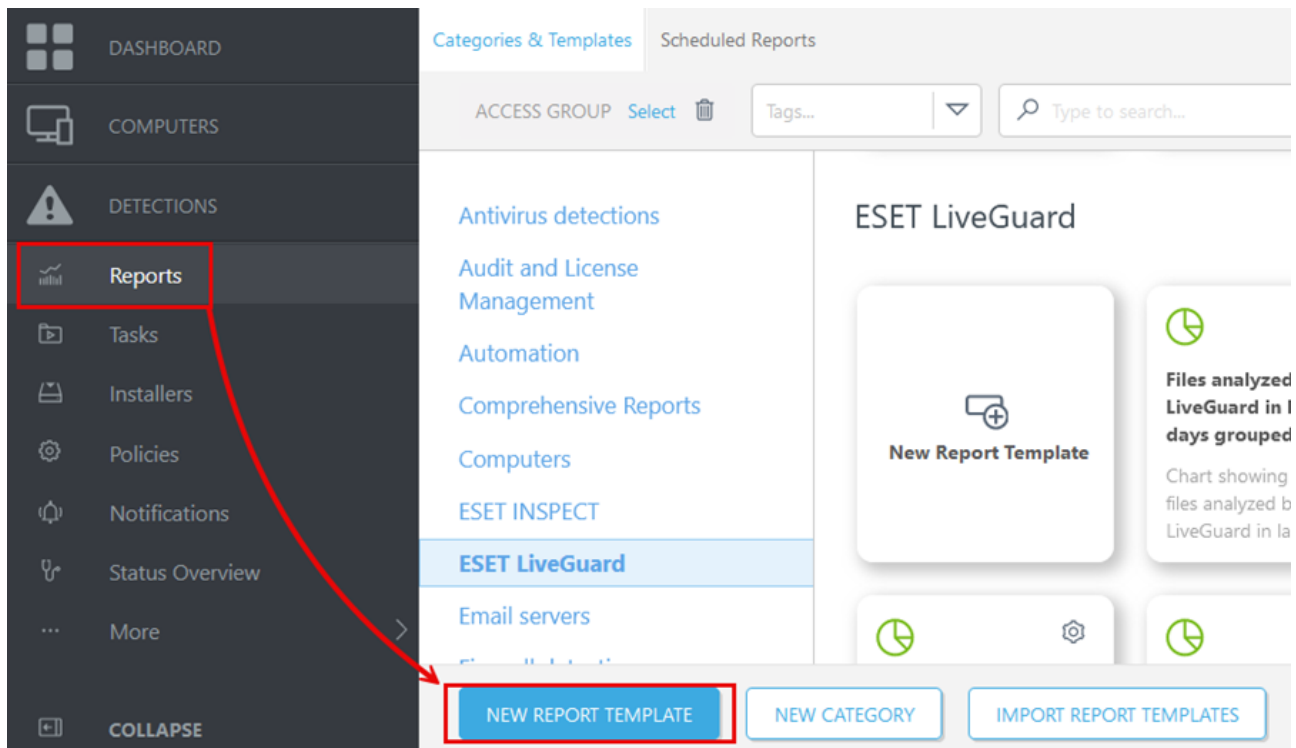 DASHBOARD
COMPUTERS
DETECTIONS
Reports
Tasks
Installers
Policies
Notifications
Status Overview
More
COLLAPSE
Categories & Templates
Scheduled Reports
ACCESS GROUP Select
Tags...
Type to search...
Antivirus detections
Audit and License
Management
Automation
Comprehensive Reports
Computers
ESET INSPECT
ESET LiveGuard
Email servers
ESET LiveGuard
New Report Template
Files analyzed
LiveGuard in
days grouped
Chart showing
files analyzed
LiveGuard in
NEW REPORT TEMPLATE
NEW CATEGORY
IMPORT REPORT TEMPLATES